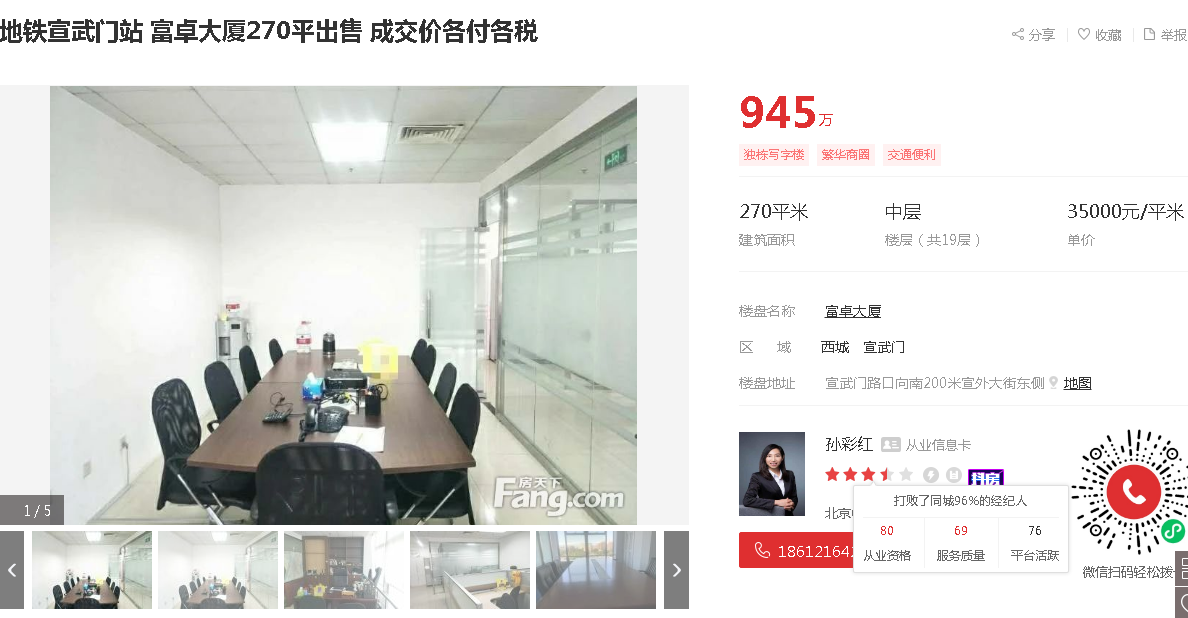 地铁宣武门站 富卓大厦270平出售 成交价各付各税
分享 收藏 举报
945万
独栋写字楼 繁华商圈 交通便利
270平米 中层 35000元/平米
建筑面积 楼层（共19层） 单价
楼盘名称 富卓大厦
区 域 西城 宣武门
楼盘地址 宣武门路口向南200米宣外大街东侧 地图
孙彩红 从业信息卡
打败了同城96%的经纪人
北京
80 69 76
从业资格 服务质量 平台活跃
186121642
微信扫码轻松拨
房天下
Fang.com
1 / 5